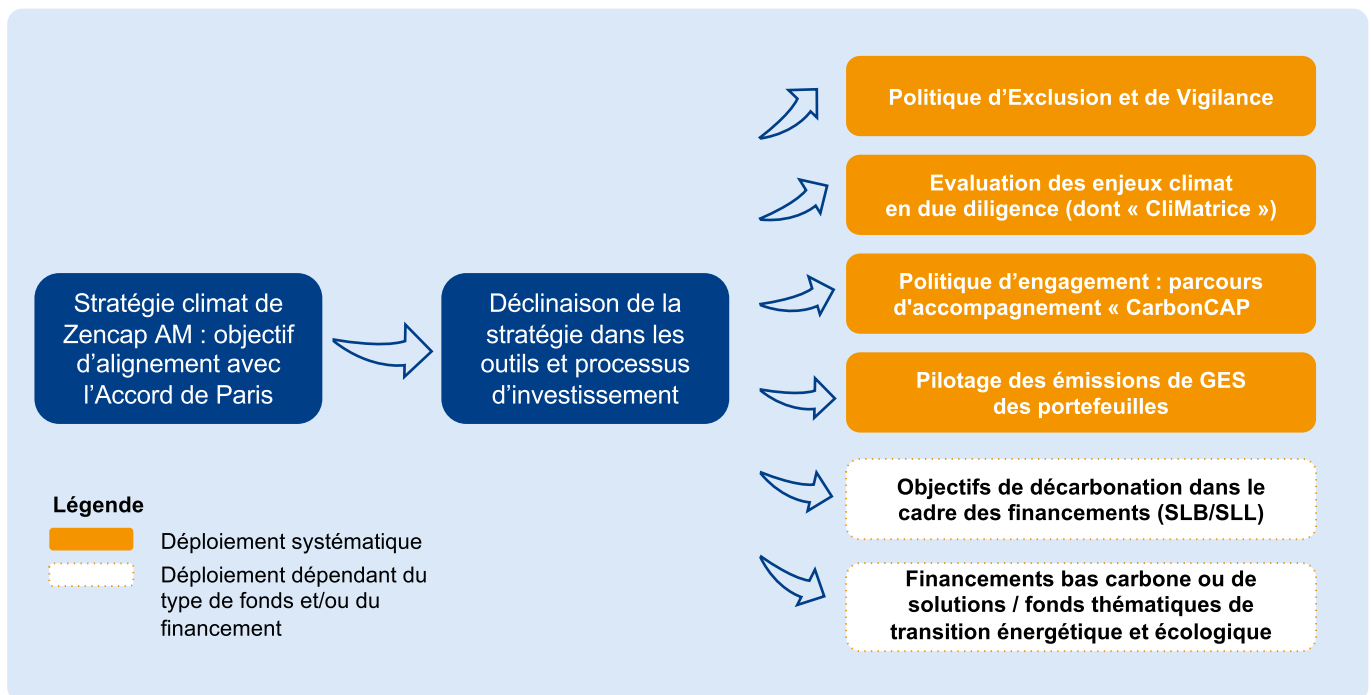 Stratégie climat de
Zencap AM : objectif
d’alignement avec
l’Accord de Paris
Déclinaison de la
stratégie dans les
outils et processus
d’investissement
Politique d’Exclusion et de Vigilance
Evaluation des enjeux climat
en due diligence (dont « CliMatrice »)
Politique d’engagement : parcours
d'accompagnement « CarbonCAP
Pilotage des émissions de GES
des portefeuilles
Objectifs de décarbonation dans le
cadre des financements (SLB/SLL)
Financements bas carbone ou de
solutions / fonds thématiques de
transition énergétique et écologique
Légende
Déploiement systématique
Déploiement dépendant du
type de fonds et/ou du
financement